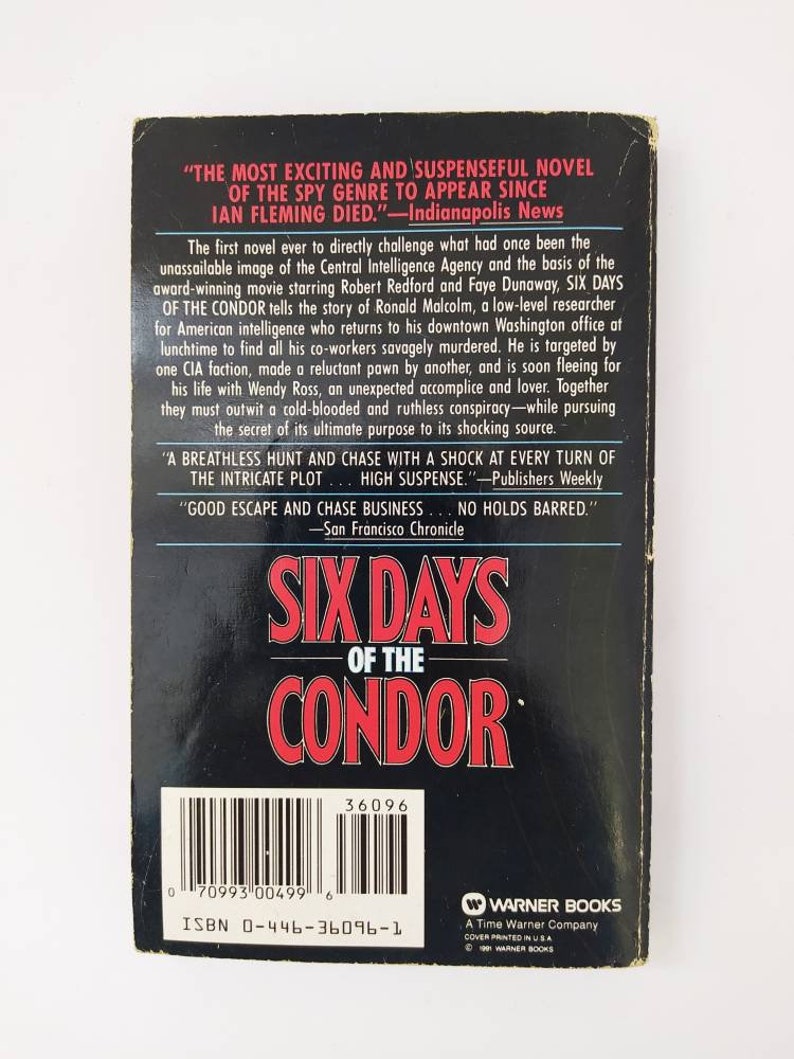 "THE MOST EXCITING AND SUSPENSEFUL NOVEL
OF THE SPY GENRE TO APPEAR SINCE
IAN FLEMING DIED."—Indianapolis News
The first novel ever to directly challenge what had once been the
unassailable image of the Central Intelligence Agency and the basis of the
award-winning movie starring Robert Redford and Faye Dunaway, SIX DAYS
OF THE CONDOR tells the story of Ronald Malcolm, a low-level researcher
for American intelligence who returns to his downtown Washington office at
lunchtime to find all his co-workers savagely murdered. He is targeted by
one CIA faction, made a reluctant pawn by another, and is soon fleeing for
his life with Wendy Ross, an unexpected accomplice and lover. Together
they must outwit a cold-blooded and ruthless conspiracy—while pursuing
the secret of its ultimate purpose to its shocking source.
"A BREATHLESS HUNT AND CHASE WITH A SHOCK AT EVERY TURN OF
THE INTRICATE PLOT . . . HIGH SUSPENSE."—Publishers Weekly
"GOOD ESCAPE AND CHASE BUSINESS . . . NO HOLDS BARRED."
—San Francisco Chronicle
SIX DAYS
OF THE
CONDOR
36096
0 70993 00499 6
ISBN 0-446-36096-1
W WARNER BOOKS
A Time Warner Company
COVER PRINTED IN U.S.A.
© 1991 WARNER BOOKS